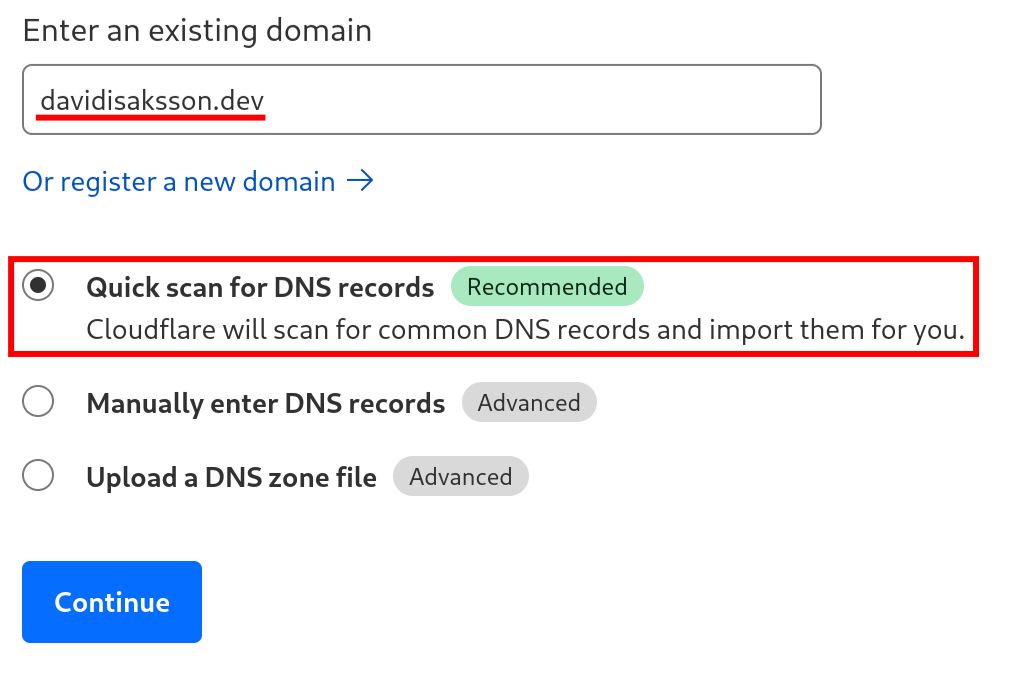 Enter an existing domain
davidisaksson.dev
Or register a new domain →
Quick scan for DNS records Recommended
Cloudflare will scan for common DNS records and import them for you.
Manually enter DNS records Advanced
Upload a DNS zone file Advanced
Continue